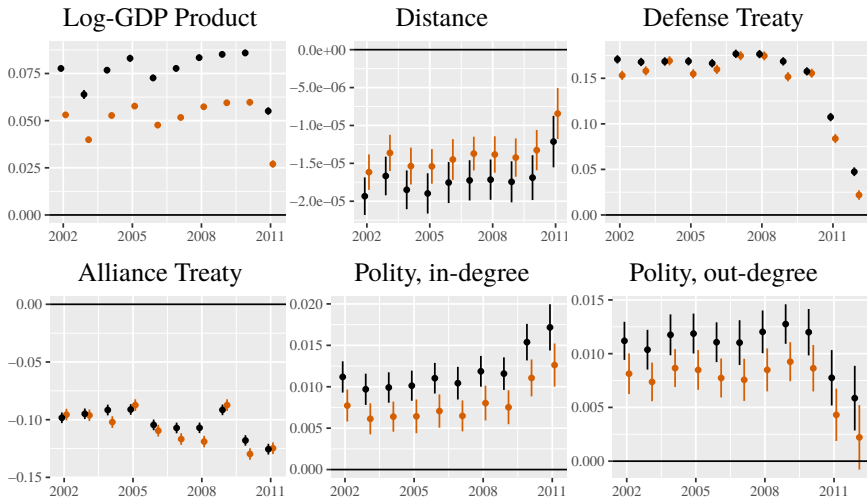 Log-GDP Product
0.075
0.050
0.025
0.000
2002 2005 2008 2011
Distance
0.0e+00
−5.0e−06
−1.0e−05
−1.5e−05
−2.0e−05
2002 2005 2008 2011
Defense Treaty
0.15
0.10
0.05
0.00
2002 2005 2008 2011
Alliance Treaty
0.00
−0.05
−0.10
−0.15
2002 2005 2008 2011
Polity, in-degree
0.020
0.015
0.010
0.005
0.000
2002 2005 2008 2011
Polity, out-degree
0.015
0.010
0.005
0.000
2002 2005 2008 2011